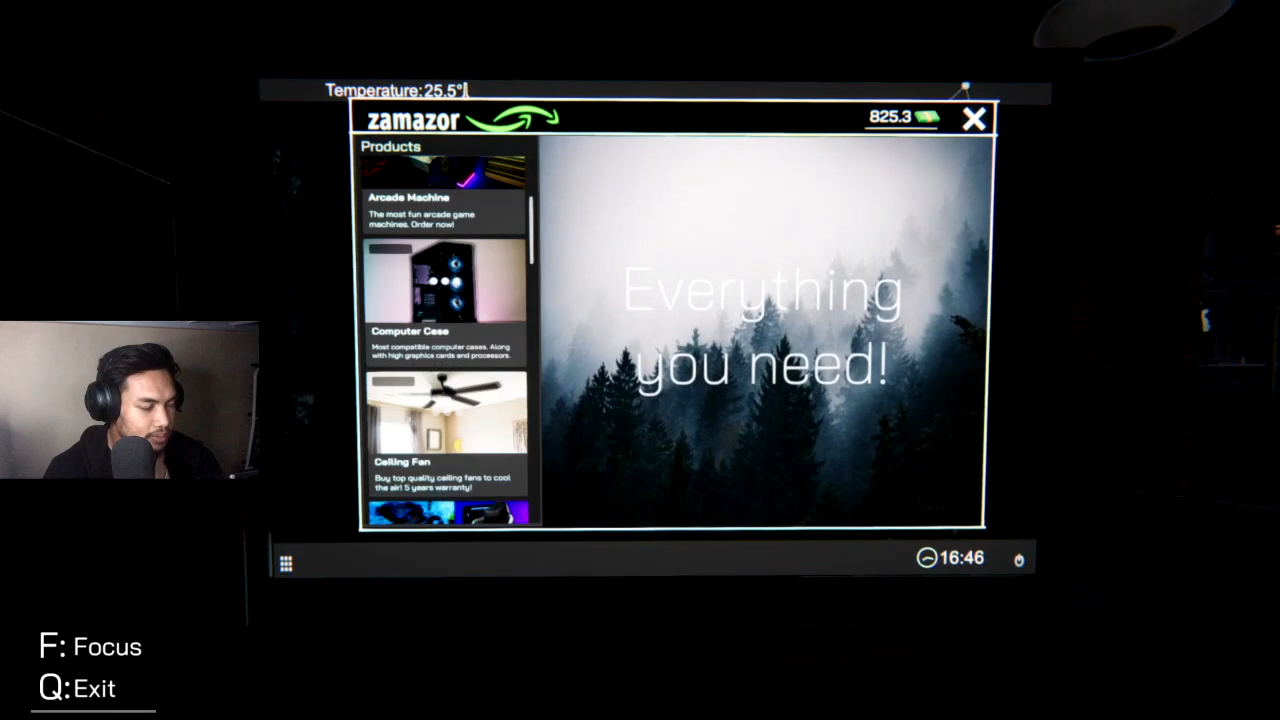 Temperature: 25.5°
zamazor
825.3
Products
Arcade Machine
The most fun arcade game
machines. Order now!
Computer Case
Most compatible computer cases. Along
with high graphics cards and processors.
Ceiling Fan
Buy top quality ceiling fans to cool
the air! 5 years warranty!
Everything
you need!
16:46
F: Focus
Q: Exit